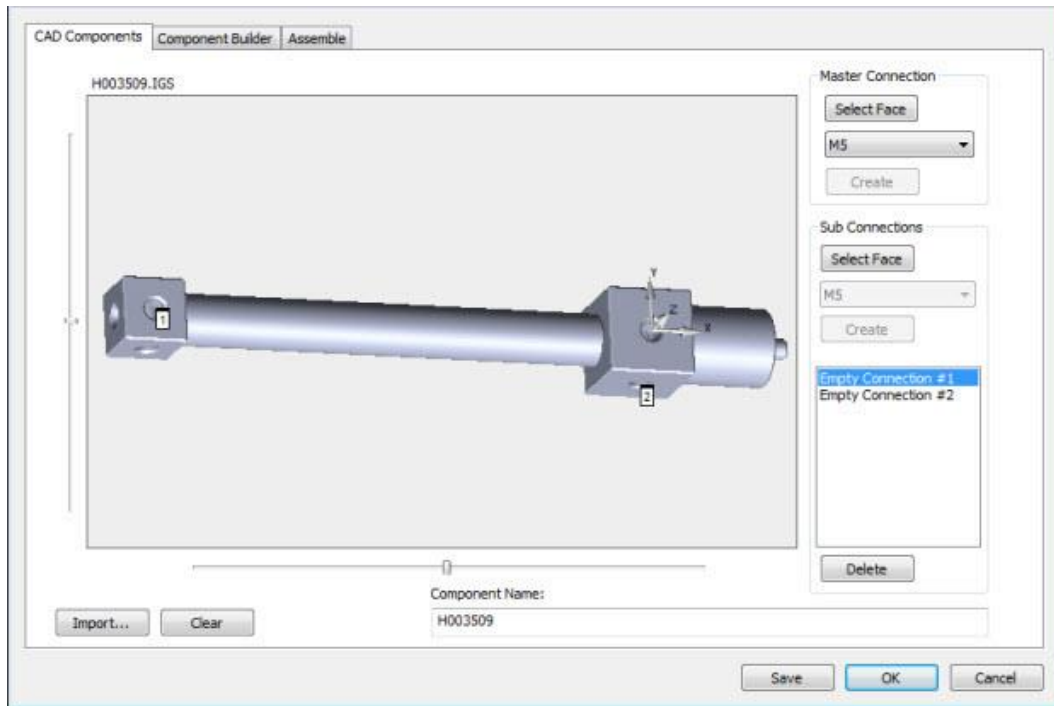 CAD Components Component Builder Assemble
H003509.IGS
Master Connection
Select Face
M5
Create
Sub Connections
Select Face
M5
Create
Empty Connection #1
Empty Connection #2
Delete
Y
Z
X
1
2
Component Name:
H003509
Import... Clear
Save OK Cancel